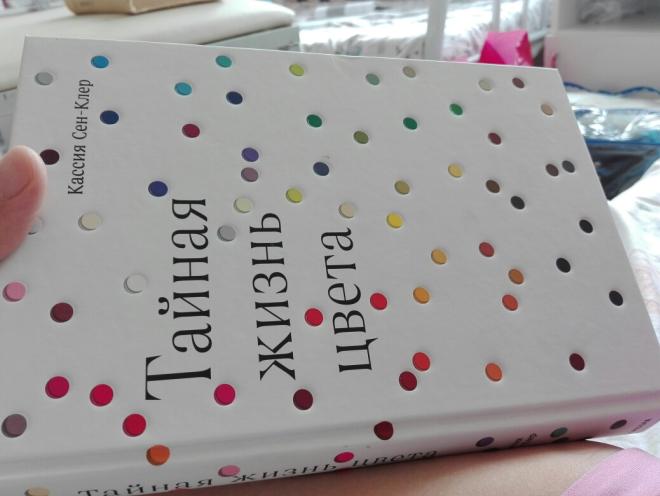 Кассия Сен-Клер
Тайная
жизнь
цвета
Тайная жизнь цвета